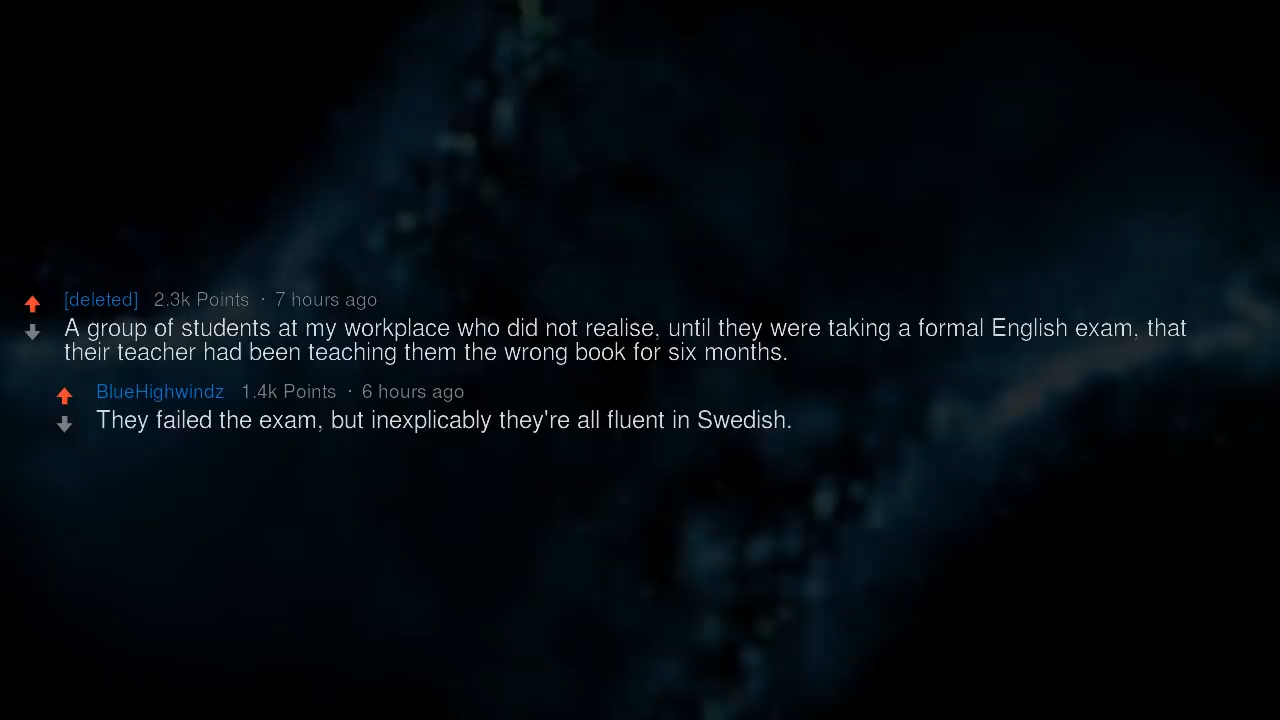 [deleted] 2.3k Points · 7 hours ago
A group of students at my workplace who did not realise, until they were taking a formal English exam, that
their teacher had been teaching them the wrong book for six months.
BlueHighwindz 1.4k Points · 6 hours ago
They failed the exam, but inexplicably they're all fluent in Swedish.